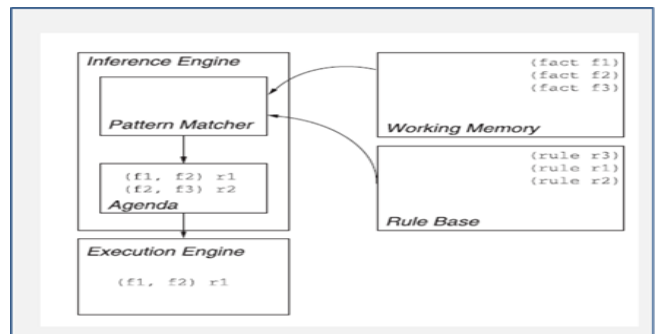 Inference Engine
Pattern Matcher
(f1, f2) r1
(f2, f3) r2
Agenda
Execution Engine
(f1, f2) r1
(fact f1)
(fact f2)
(fact f3)
Working Memory
(rule r3)
(rule r1)
(rule r2)
Rule Base